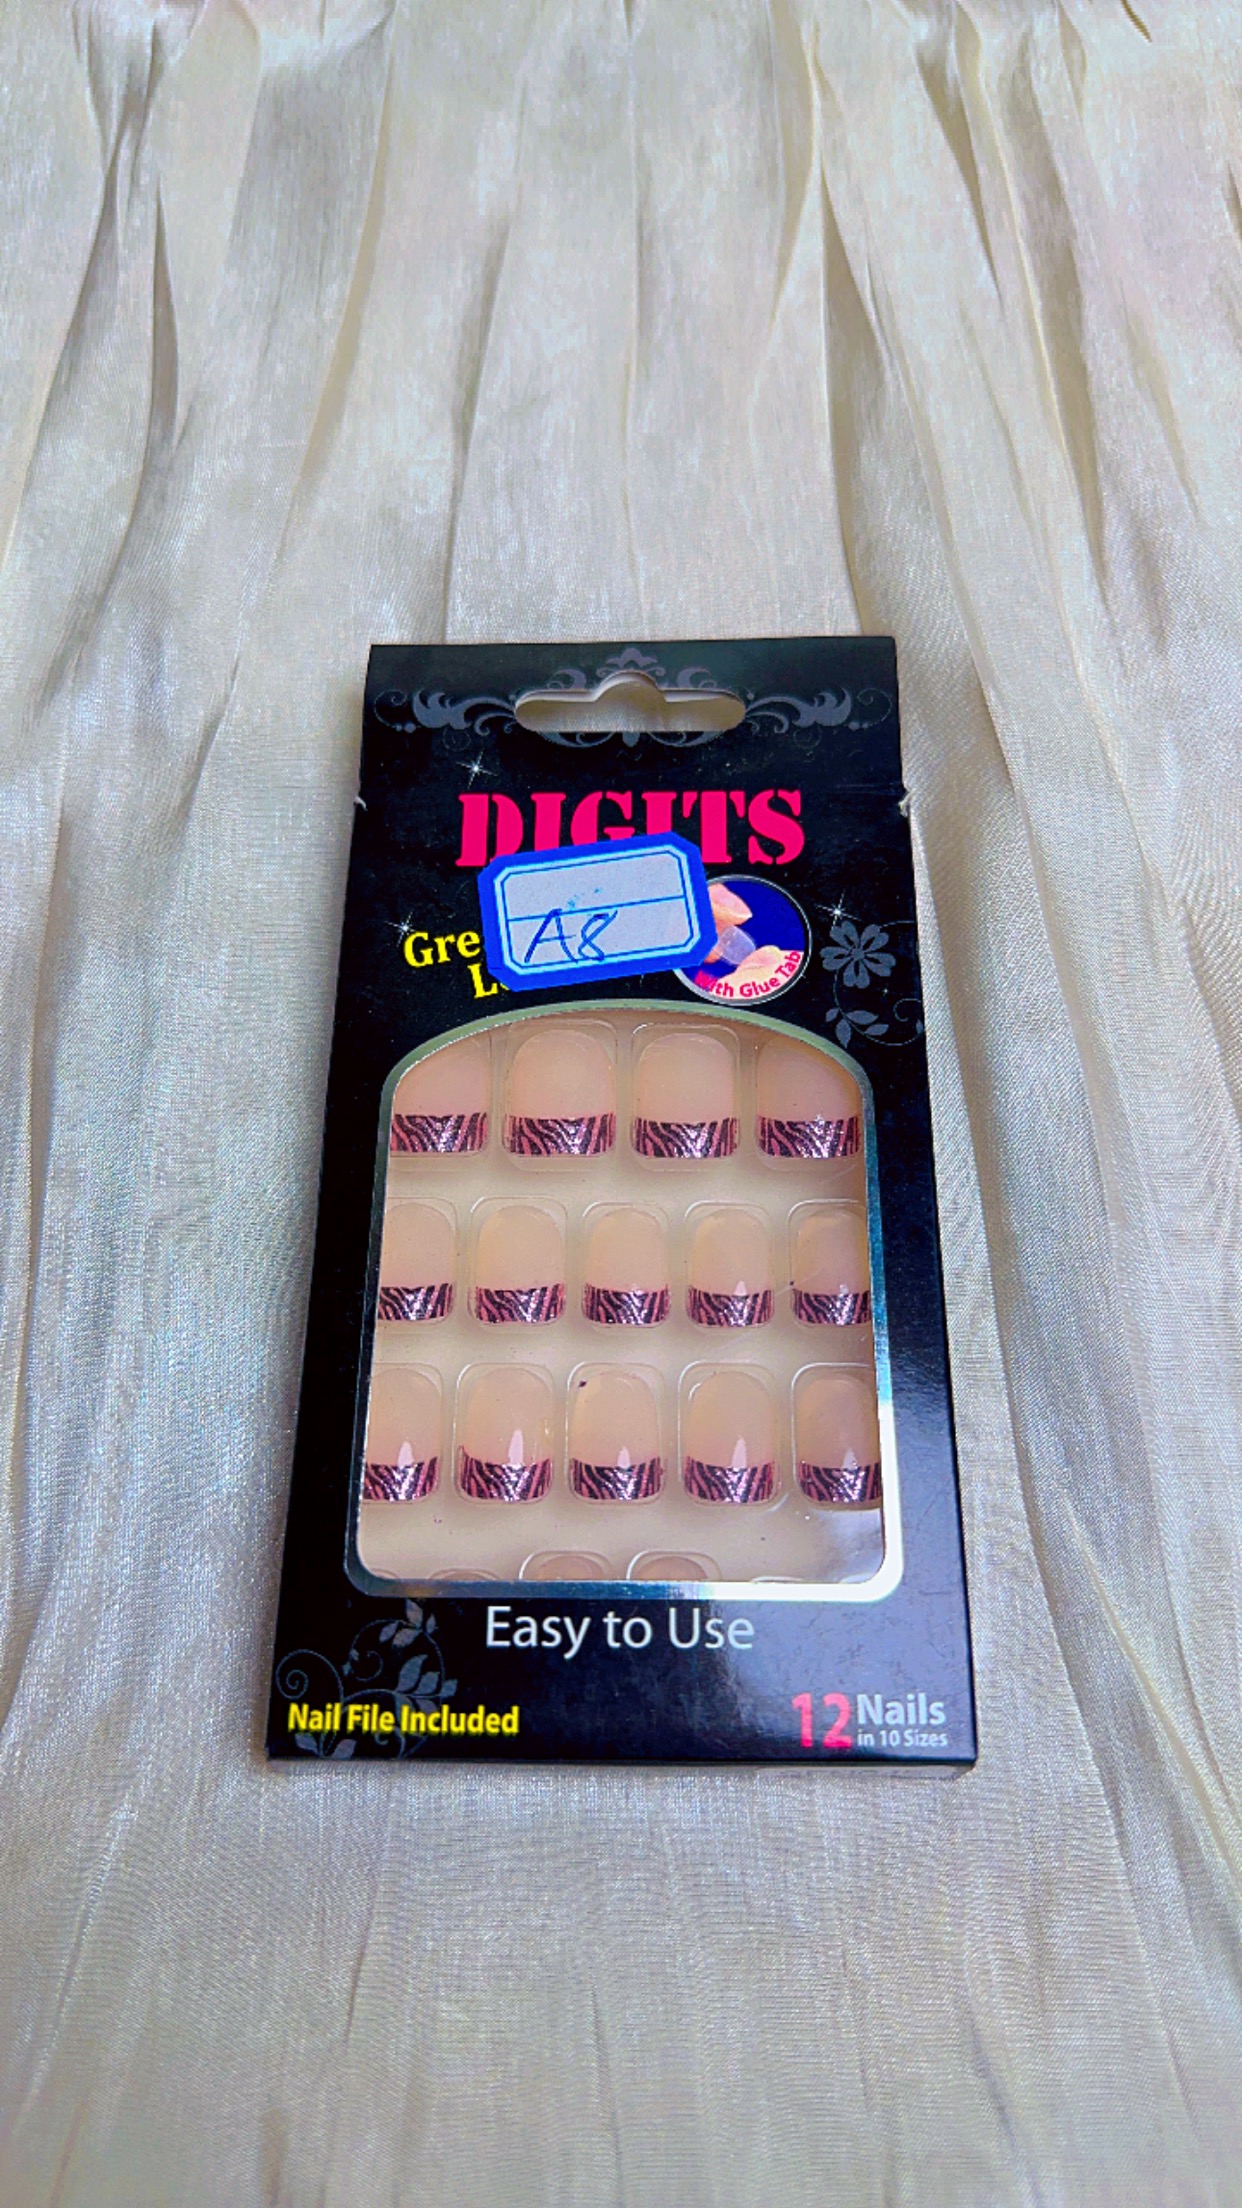 DIGITS
A8
With Glue Tab
Easy to Use
Nail File Included
12 Nails
in 10 Sizes